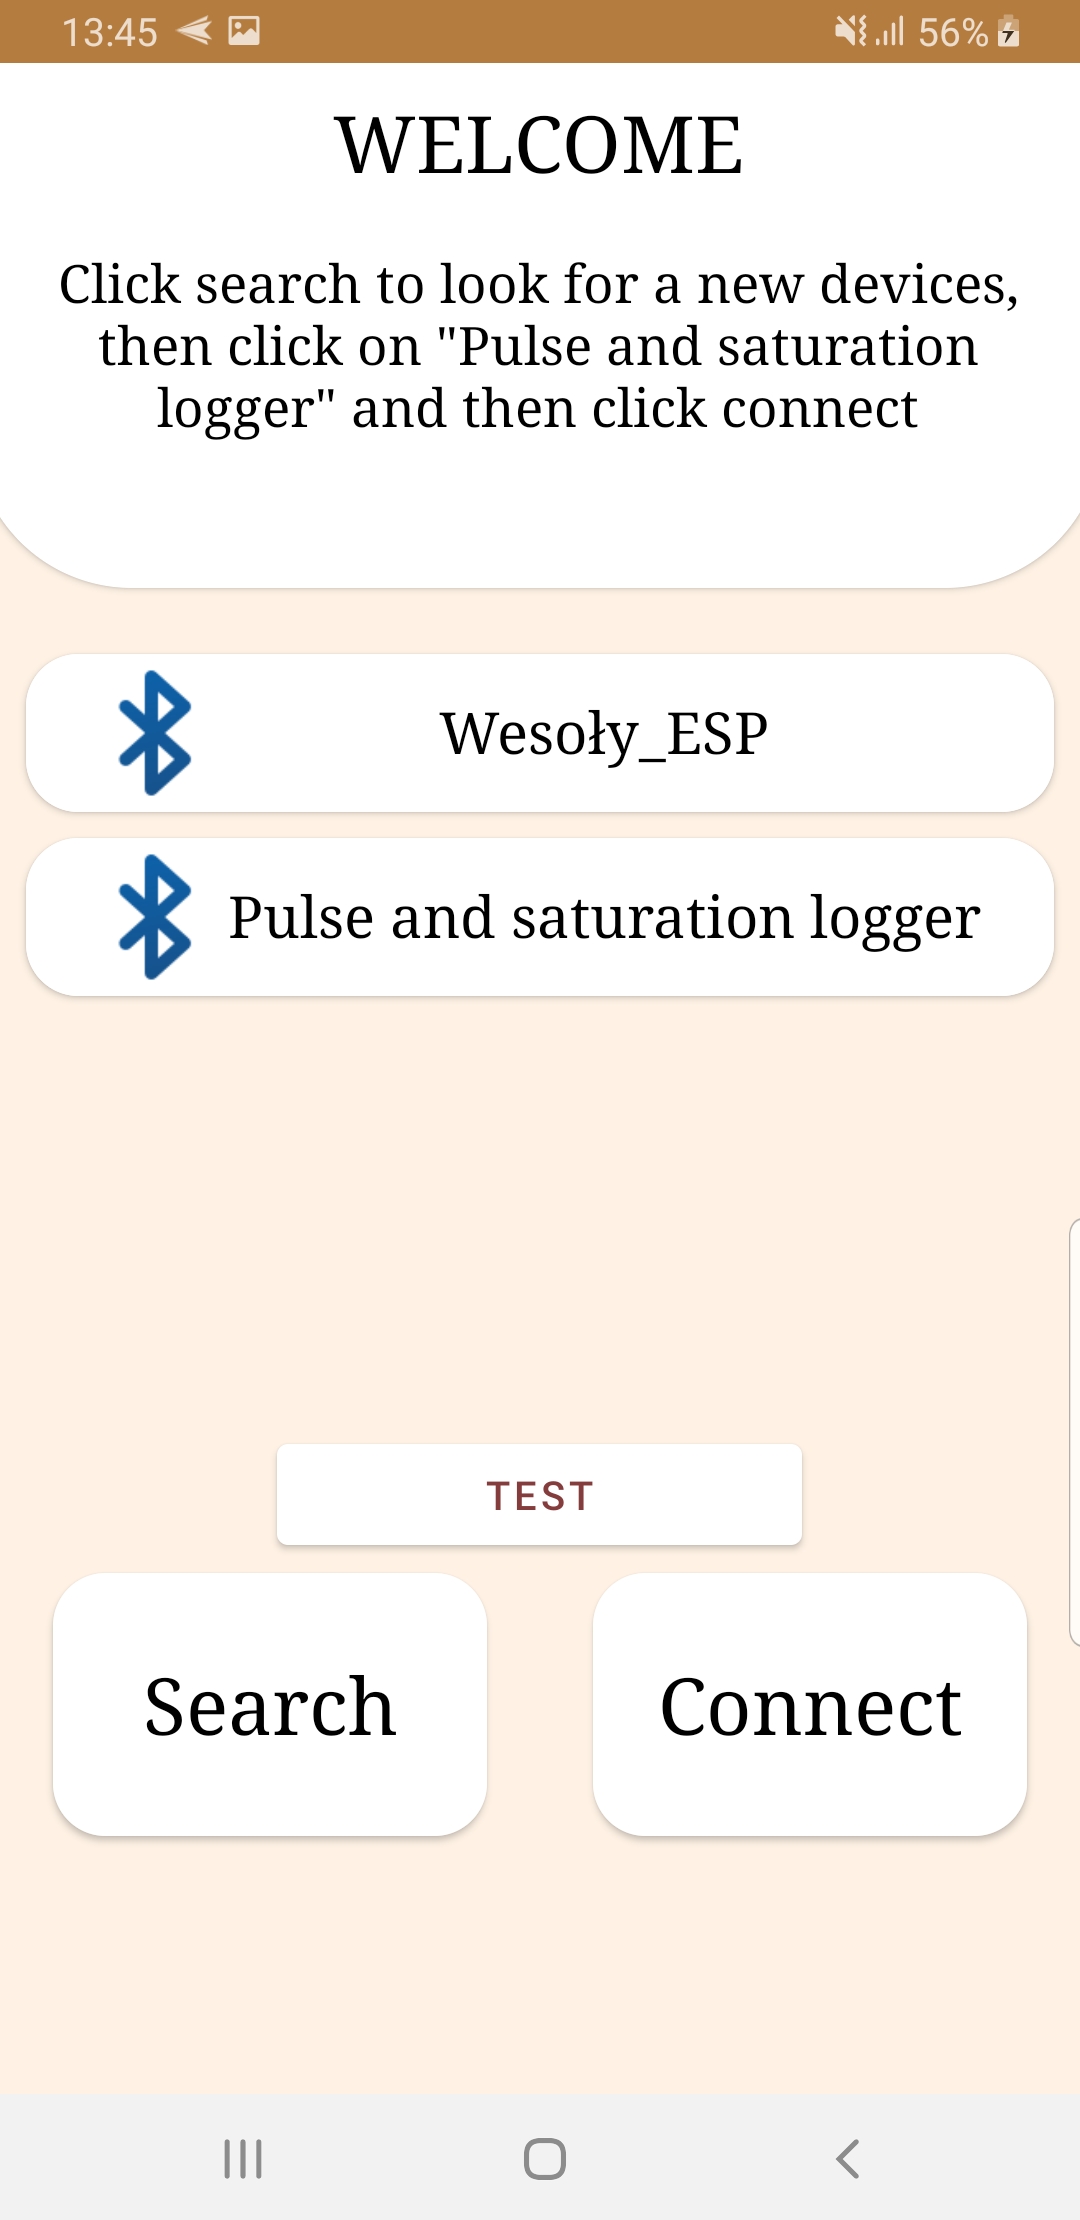 13:45 56%
WELCOME
Click search to look for a new devices,
then click on "Pulse and saturation
logger" and then click connect
Wesoły_ESP
Pulse and saturation logger
TEST
Search Connect